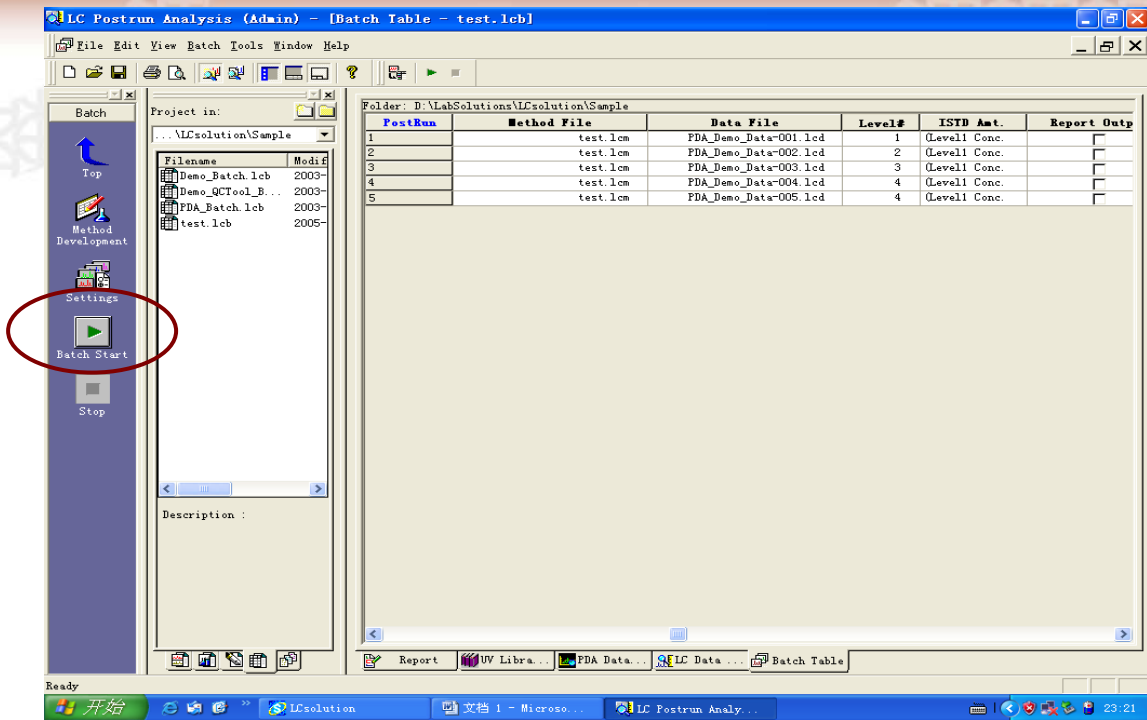 LC Postrun Analysis (Admin) - [Batch Table - test.lcb]
File Edit View Batch Tools Window Help
Batch
Top
Method
Development
Settings
Batch Start
Stop
Project in:
...\LCsolution\Sample
Filename Modif
Demo_Batch.lcb 2003-
Demo_QCTool_B... 2003-
PDA_Batch.lcb 2003-
test.lcb 2005-
Description :
Folder: D:\LabSolutions\LCsolution\Sample
PostRun Method File Data File Level# ISTD Amt. Report Outp
1 test.lcm PDA_Demo_Data-001.lcd 1 (Level1 Conc.
2 test.lcm PDA_Demo_Data-002.lcd 2 (Level1 Conc.
3 test.lcm PDA_Demo_Data-003.lcd 3 (Level1 Conc.
4 test.lcm PDA_Demo_Data-004.lcd 4 (Level1 Conc.
5 test.lcm PDA_Demo_Data-005.lcd 4 (Level1 Conc.
Report UV Libra... PDA Data... LC Data ... Batch Table
Ready
开始 LCsolution 文档 1 - Microso... LC Postrun Analy... 23:21